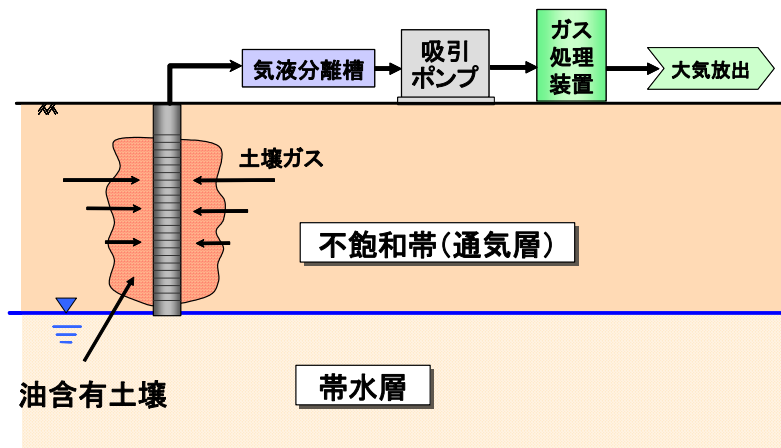 気液分離槽
吸引
ポンプ
ガス
処理
装置
大気放出
土壌ガス
不飽和帯(通気層)
油含有土壌
帯水層